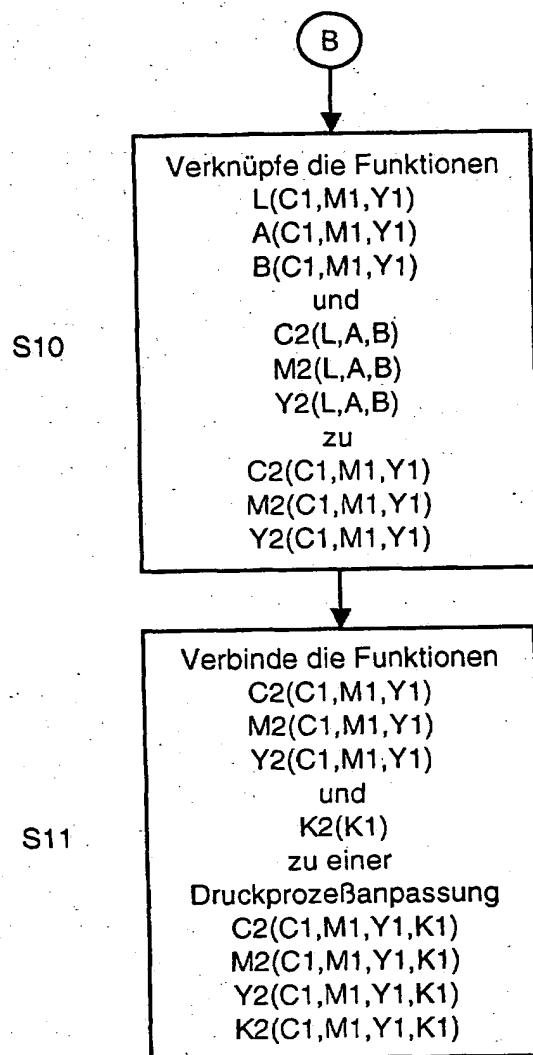 B
Verknüpfe die Funktionen
L(C1,M1,Y1)
A(C1,M1,Y1)
B(C1,M1,Y1)
und
C2(L,A,B)
M2(L,A,B)
Y2(L,A,B)
zu
C2(C1,M1,Y1)
M2(C1,M1,Y1)
Y2(C1,M1,Y1)
S10
Verbinde die Funktionen
C2(C1,M1,Y1)
M2(C1,M1,Y1)
Y2(C1,M1,Y1)
und
K2(K1)
zu einer
Druckprozeßanpassung
C2(C1,M1,Y1,K1)
M2(C1,M1,Y1,K1)
Y2(C1,M1,Y1,K1)
K2(C1,M1,Y1,K1)
S11